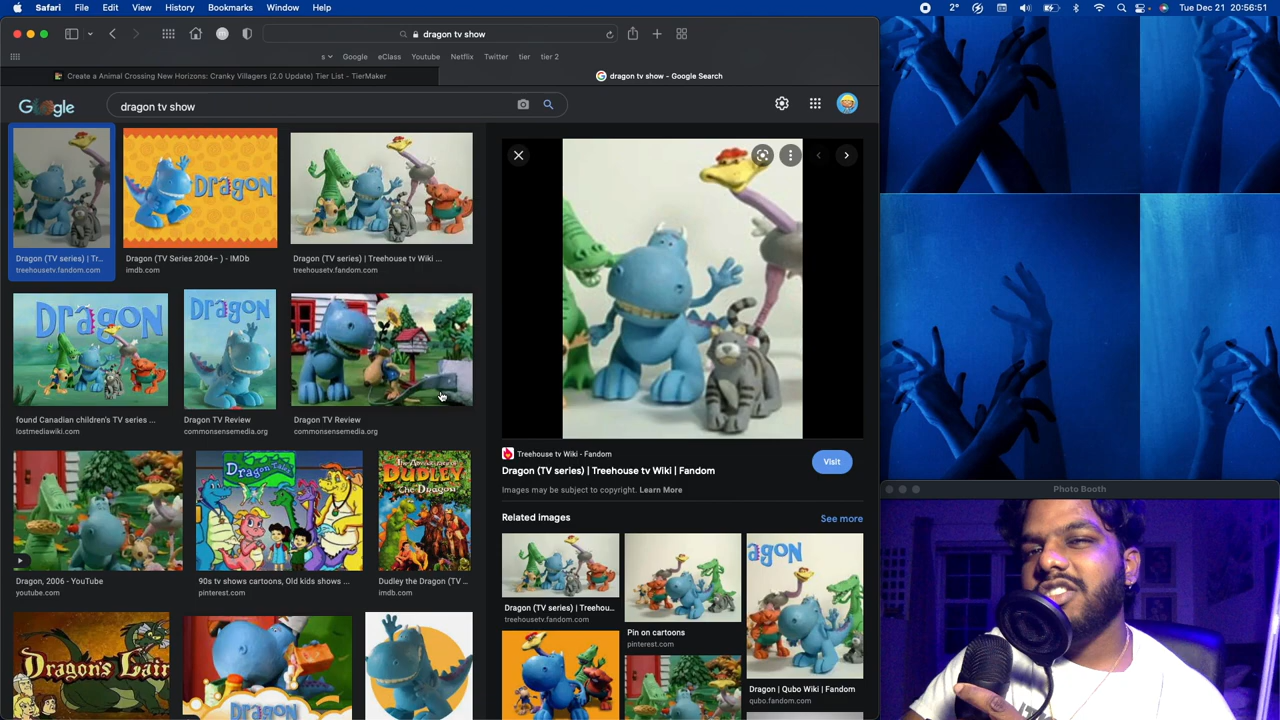 Safari File Edit View History Bookmarks Window Help
2° Tue Dec 21 20:56:51
dragon tv show
s Google eClass Youtube Netflix Twitter tier tier 2
Create a Animal Crossing New Horizons: Cranky Villagers (2.0 Update) Tier List - TierMaker
dragon tv show - Google Search
Google
dragon tv show
Dragon
Dragon (TV series) | Tr...
treehousetv.fandom.com
Dragon (TV Series 2004– ) - IMDb
imdb.com
Dragon (TV series) | Treehouse tv Wiki ...
treehousetv.fandom.com
DRAGON
DRAGON
found Canadian children's TV series ...
lostmediawiki.com
Dragon TV Review
commonsensemedia.org
Dragon TV Review
commonsensemedia.org
Dragon Tales
The Adventures of
DUDLEY
the Dragon
Dragon, 2006 - YouTube
youtube.com
90s tv shows cartoons, Old kids shows ...
pinterest.com
Dudley the Dragon (TV ...
imdb.com
Dragon's Lair
DRAGON
Treehouse tv Wiki - Fandom
Dragon (TV series) | Treehouse tv Wiki | Fandom
Visit
Images may be subject to copyright. Learn More
Related images
See more
AGON
Dragon (TV series) | Treehou...
treehousetv.fandom.com
Pin on cartoons
pinterest.com
Dragon | Qubo Wiki | Fandom
qubo.fandom.com
Photo Booth